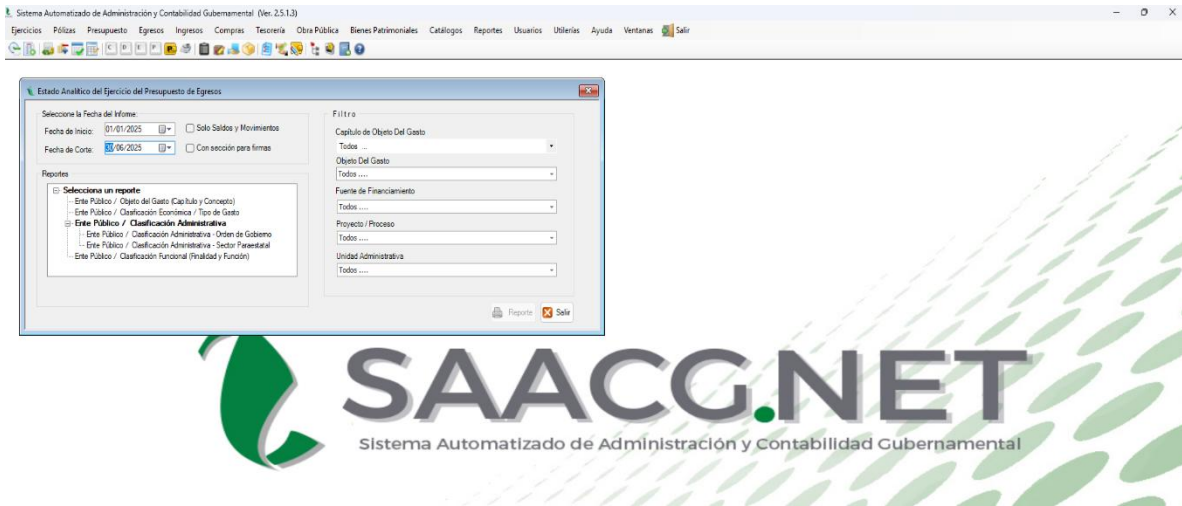 Sistema Automatizado de Administración y Contabilidad Gubernamental (Ver. 2.5.1.3)
Ejercicios Pólizas Presupuesto Egresos Ingresos Compras Tesorería Obra Pública Bienes Patrimoniales Catálogos Reportes Usuarios Utilerías Ayuda Ventanas Salir
C D E P
Estado Analítico del Ejercicio del Presupuesto de Egresos
Seleccione la Fecha del Informe:
Fecha de Inicio: 01/01/2025 Solo Saldos y Movimientos
Fecha de Corte: 30/06/2025 Con sección para firmas
Reportes
Selecciona un reporte
Ente Público / Objeto del Gasto (Capítulo y Concepto)
Ente Público / Clasificación Económica / Tipo de Gasto
Ente Público / Clasificación Administrativa
Ente Público / Clasificación Administrativa - Orden de Gobierno
Ente Público / Clasificación Administrativa - Sector Paraestatal
Ente Público / Clasificación Funcional (Finalidad y Función)
Filtro
Capítulo de Objeto Del Gasto
Todos ...
Objeto Del Gasto
Todos ....
Fuente de Financiamiento
Todos ....
Proyecto / Proceso
Todos ....
Unidad Administrativa
Todos ....
Reporte Salir
SAACG.NET
Sistema Automatizado de Administración y Contabilidad Gubernamental